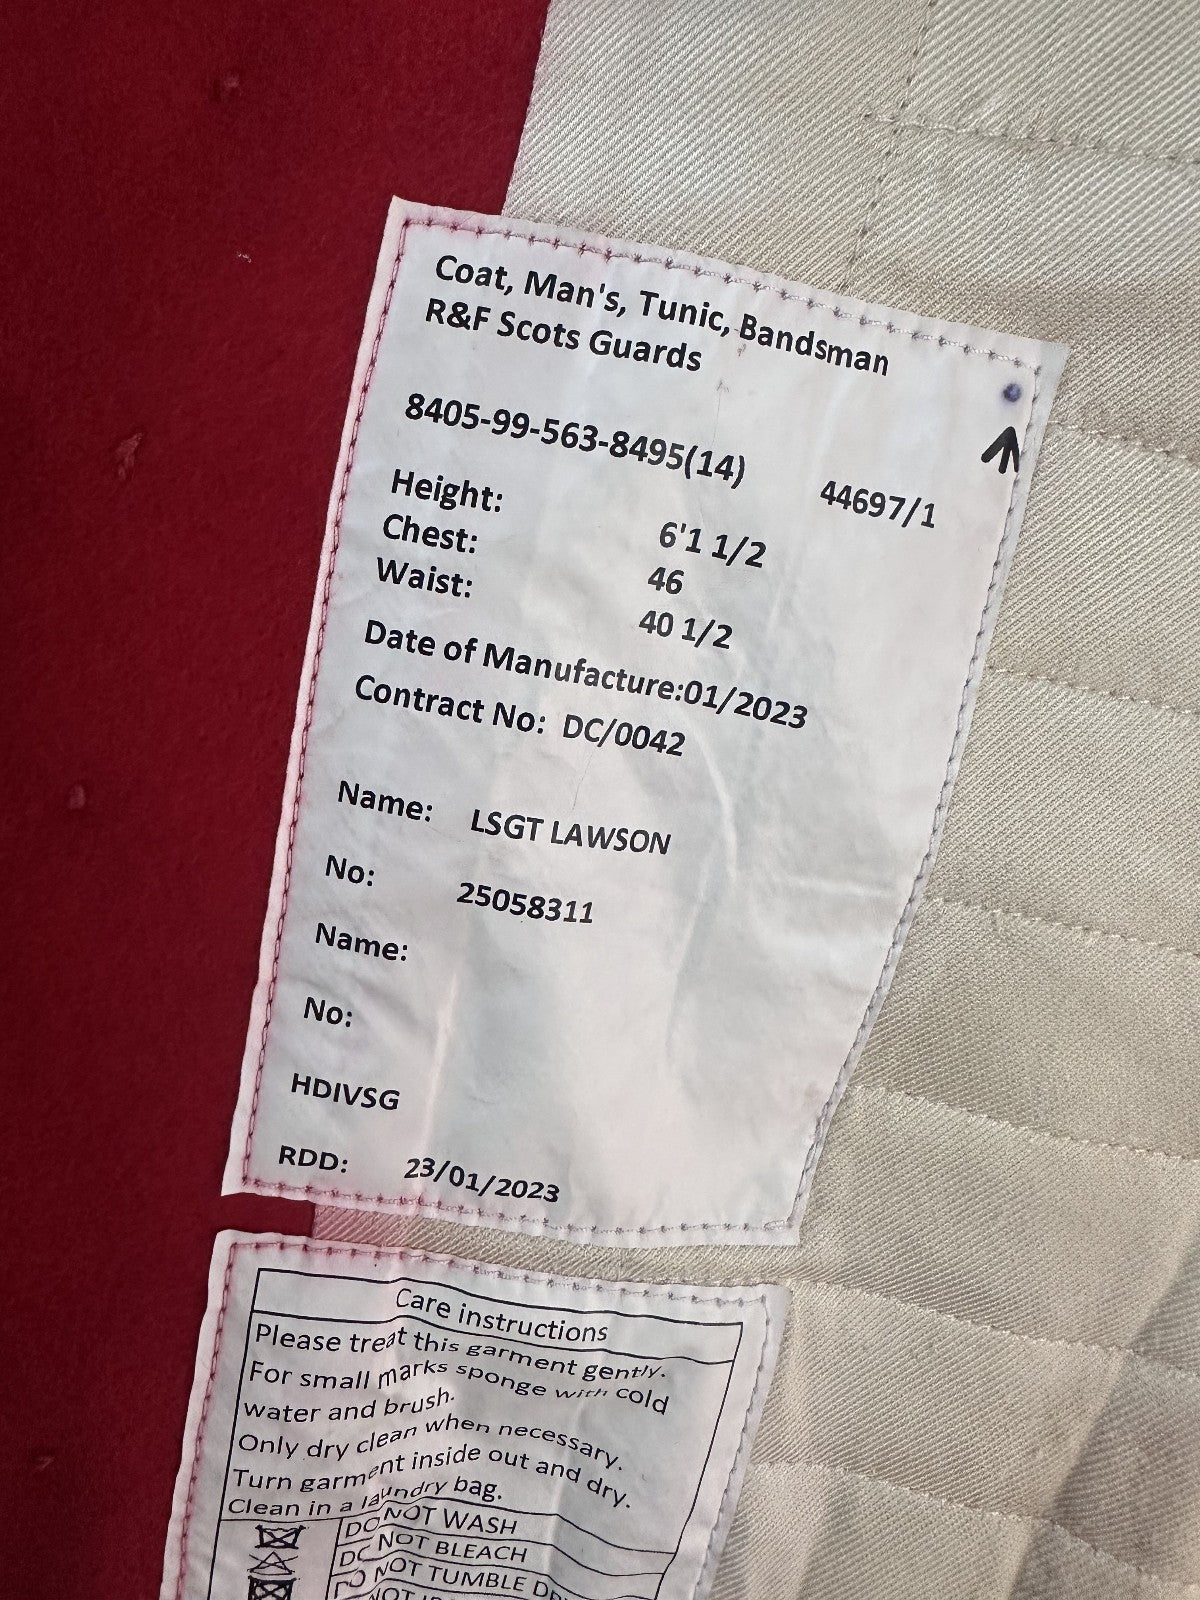 Coat, Man's, Tunic, Bandsman
R&F Scots Guards
8405-99-563-8495(14) 44697/1
Height: 6'1 1/2
Chest: 46
Waist: 40 1/2
Date of Manufacture:01/2023
Contract No: DC/0042
Name: LSGT LAWSON
No: 25058311
Name:
No:
HDIVSG
RDD: 23/01/2023
Care instructions
Please treat this garment gently.
For small marks sponge with cold
water and brush.
Only dry clean when necessary.
Turn garment inside out and dry.
Clean in a laundry bag.
DO NOT WASH
DO NOT BLEACH
DO NOT TUMBLE
NOT